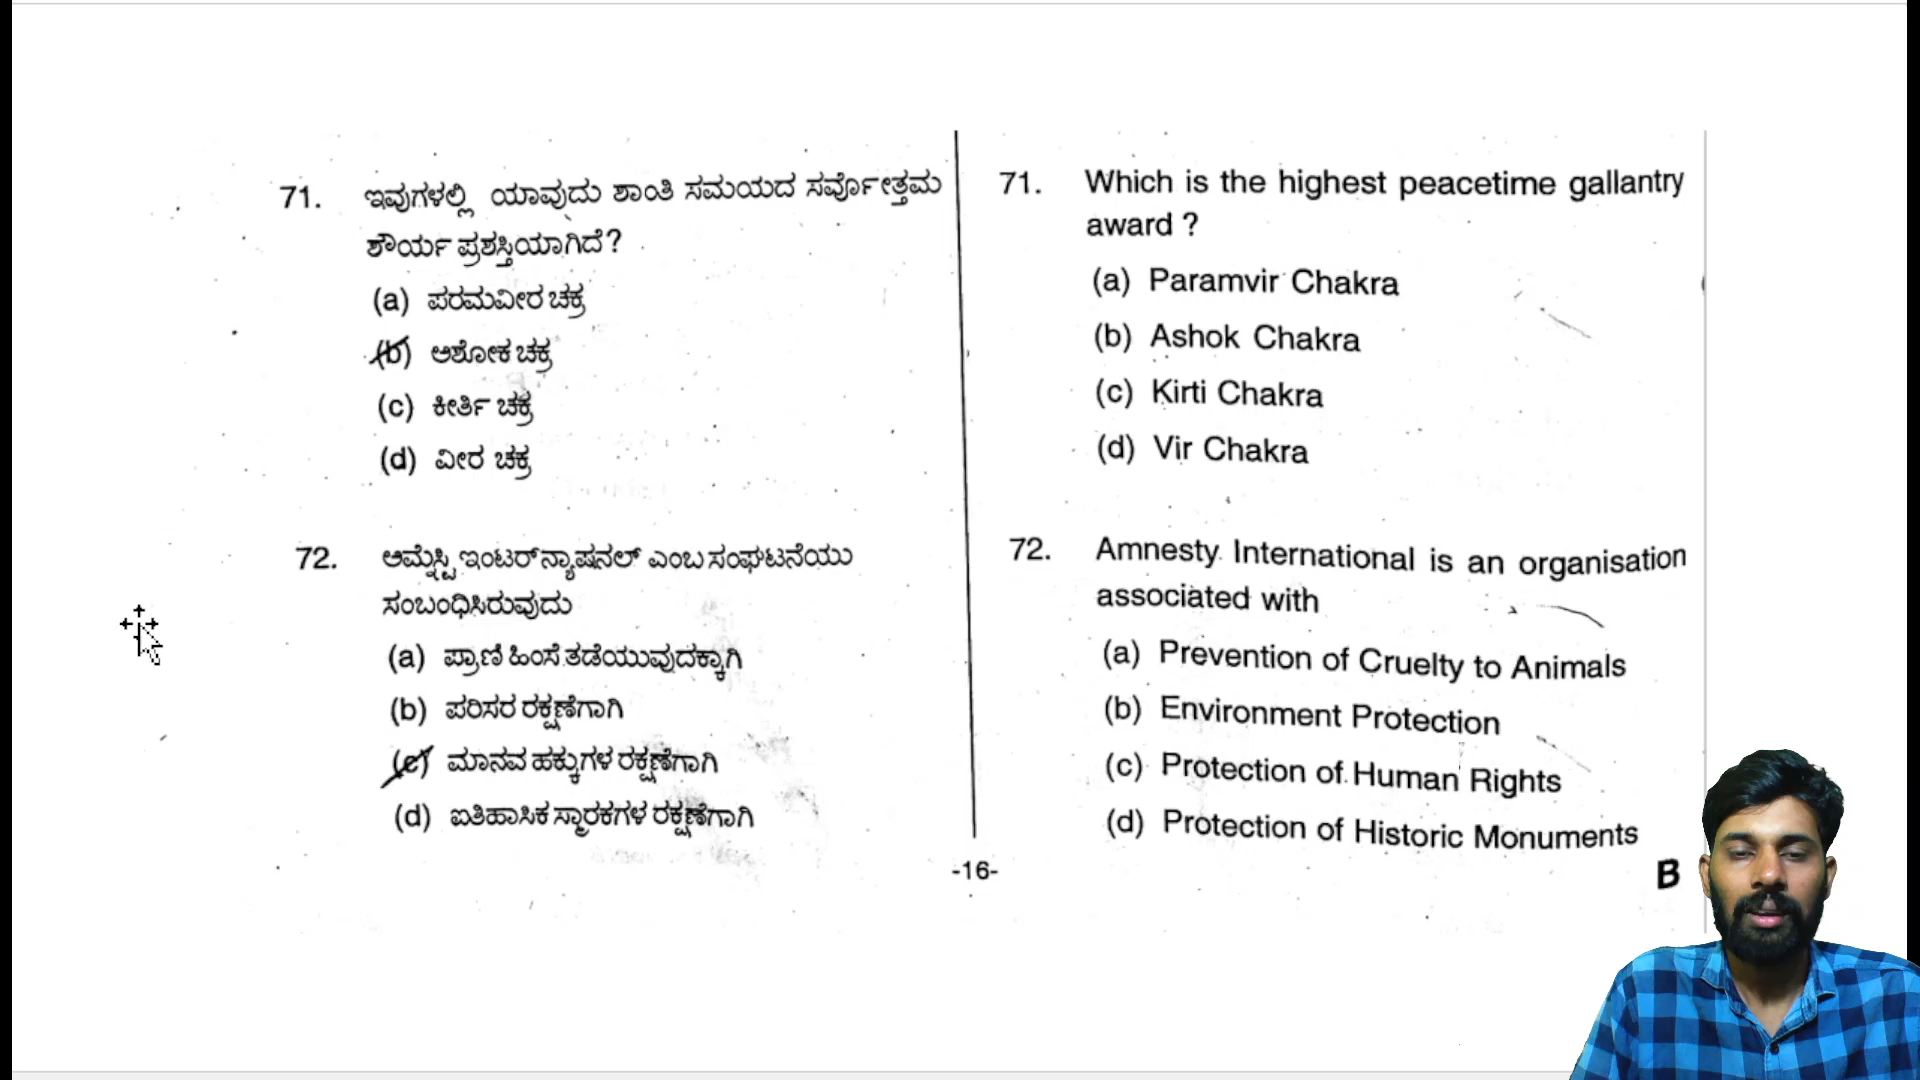 71. ಇವುಗಳಲ್ಲಿ ಯಾವುದು ಶಾಂತಿ ಸಮಯದ ಸರ್ವೋತ್ತಮ
ಶೌರ್ಯ ಪ್ರಶಸ್ತಿಯಾಗಿದೆ?
(a) ಪರಮವೀರ ಚಕ್ರ
(b) ಅಶೋಕ ಚಕ್ರ
(c) ಕೀರ್ತಿ ಚಕ್ರ
(d) ವೀರ ಚಕ್ರ
72. ಅಮ್ನೆಸ್ಟಿ ಇಂಟರ್‌ನ್ಯಾಷನಲ್ ಎಂಬ ಸಂಘಟನೆಯು
ಸಂಬಂಧಿಸಿರುವುದು
(a) ಪ್ರಾಣಿ ಹಿಂಸೆ ತಡೆಯುವುದಕ್ಕಾಗಿ
(b) ಪರಿಸರ ರಕ್ಷಣೆಗಾಗಿ
(c) ಮಾನವ ಹಕ್ಕುಗಳ ರಕ್ಷಣೆಗಾಗಿ
(d) ಐತಿಹಾಸಿಕ ಸ್ಮಾರಕಗಳ ರಕ್ಷಣೆಗಾಗಿ
71. Which is the highest peacetime gallantry
award ?
(a) Paramvir Chakra
(b) Ashok Chakra
(c) Kirti Chakra
(d) Vir Chakra
72. Amnesty International is an organisation
associated with
(a) Prevention of Cruelty to Animals
(b) Environment Protection
(c) Protection of Human Rights
(d) Protection of Historic Monuments
-16-
B